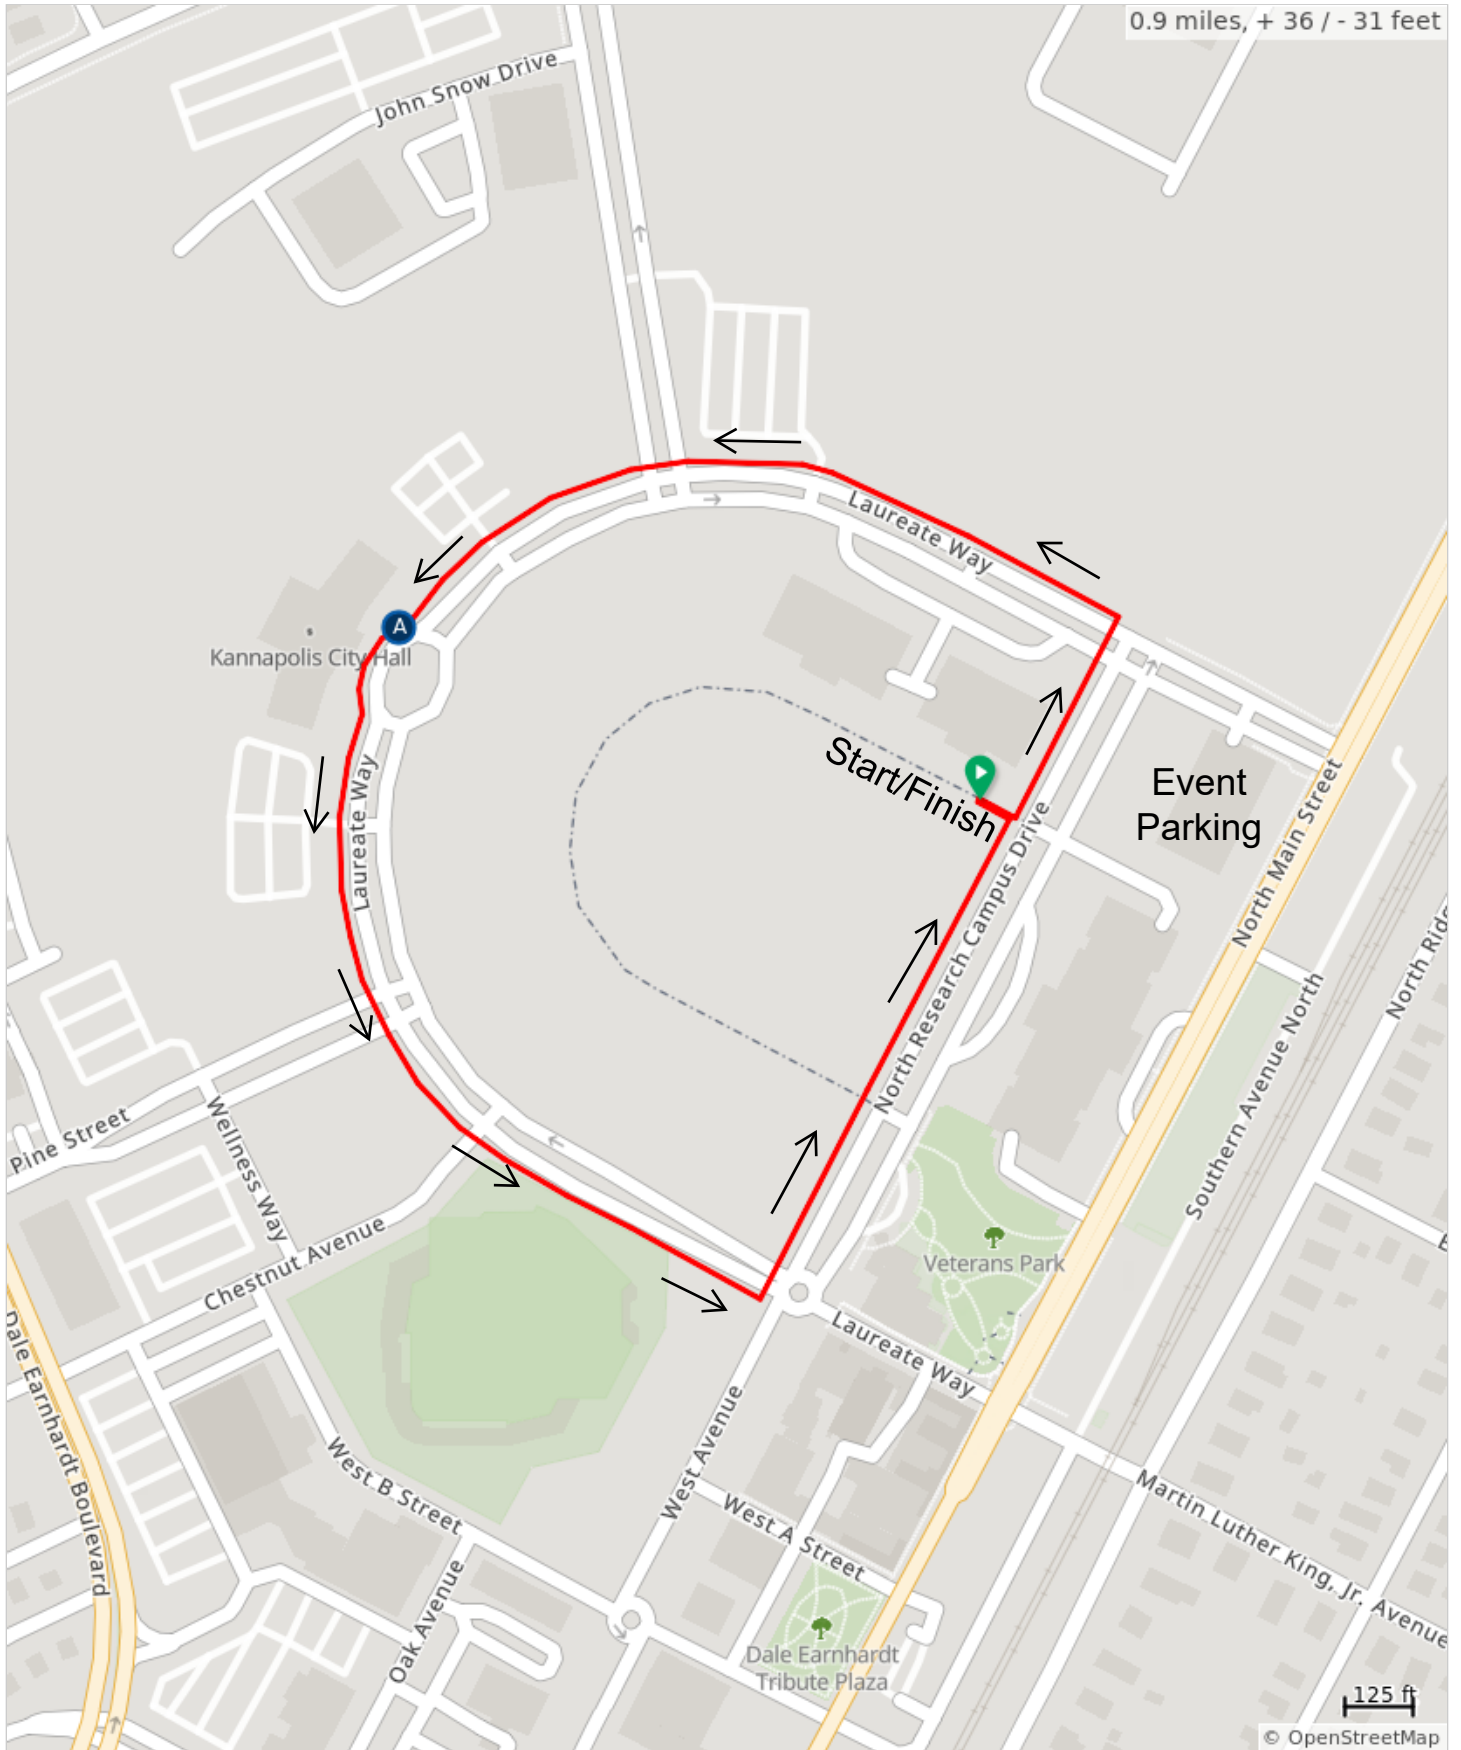 0.9 miles, + 36 / - 31 feet
John Snow Drive
Laureate Way
A
Kannapolis City Hall
Start/Finish
Event
Parking
Laureate Way
North Main Street
North Research Campus Drive
North Ridg
Southern Avenue North
Pine Street
Wellness Way
Chestnut Avenue
Veterans Park
Laureate Way
Dale Earnhardt Boulevard
West B Street
West Avenue
West A Street
Martin Luther King, Jr. Avenue
Oak Avenue
Dale Earnhardt
Tribute Plaza
125 ft
© OpenStreetMap